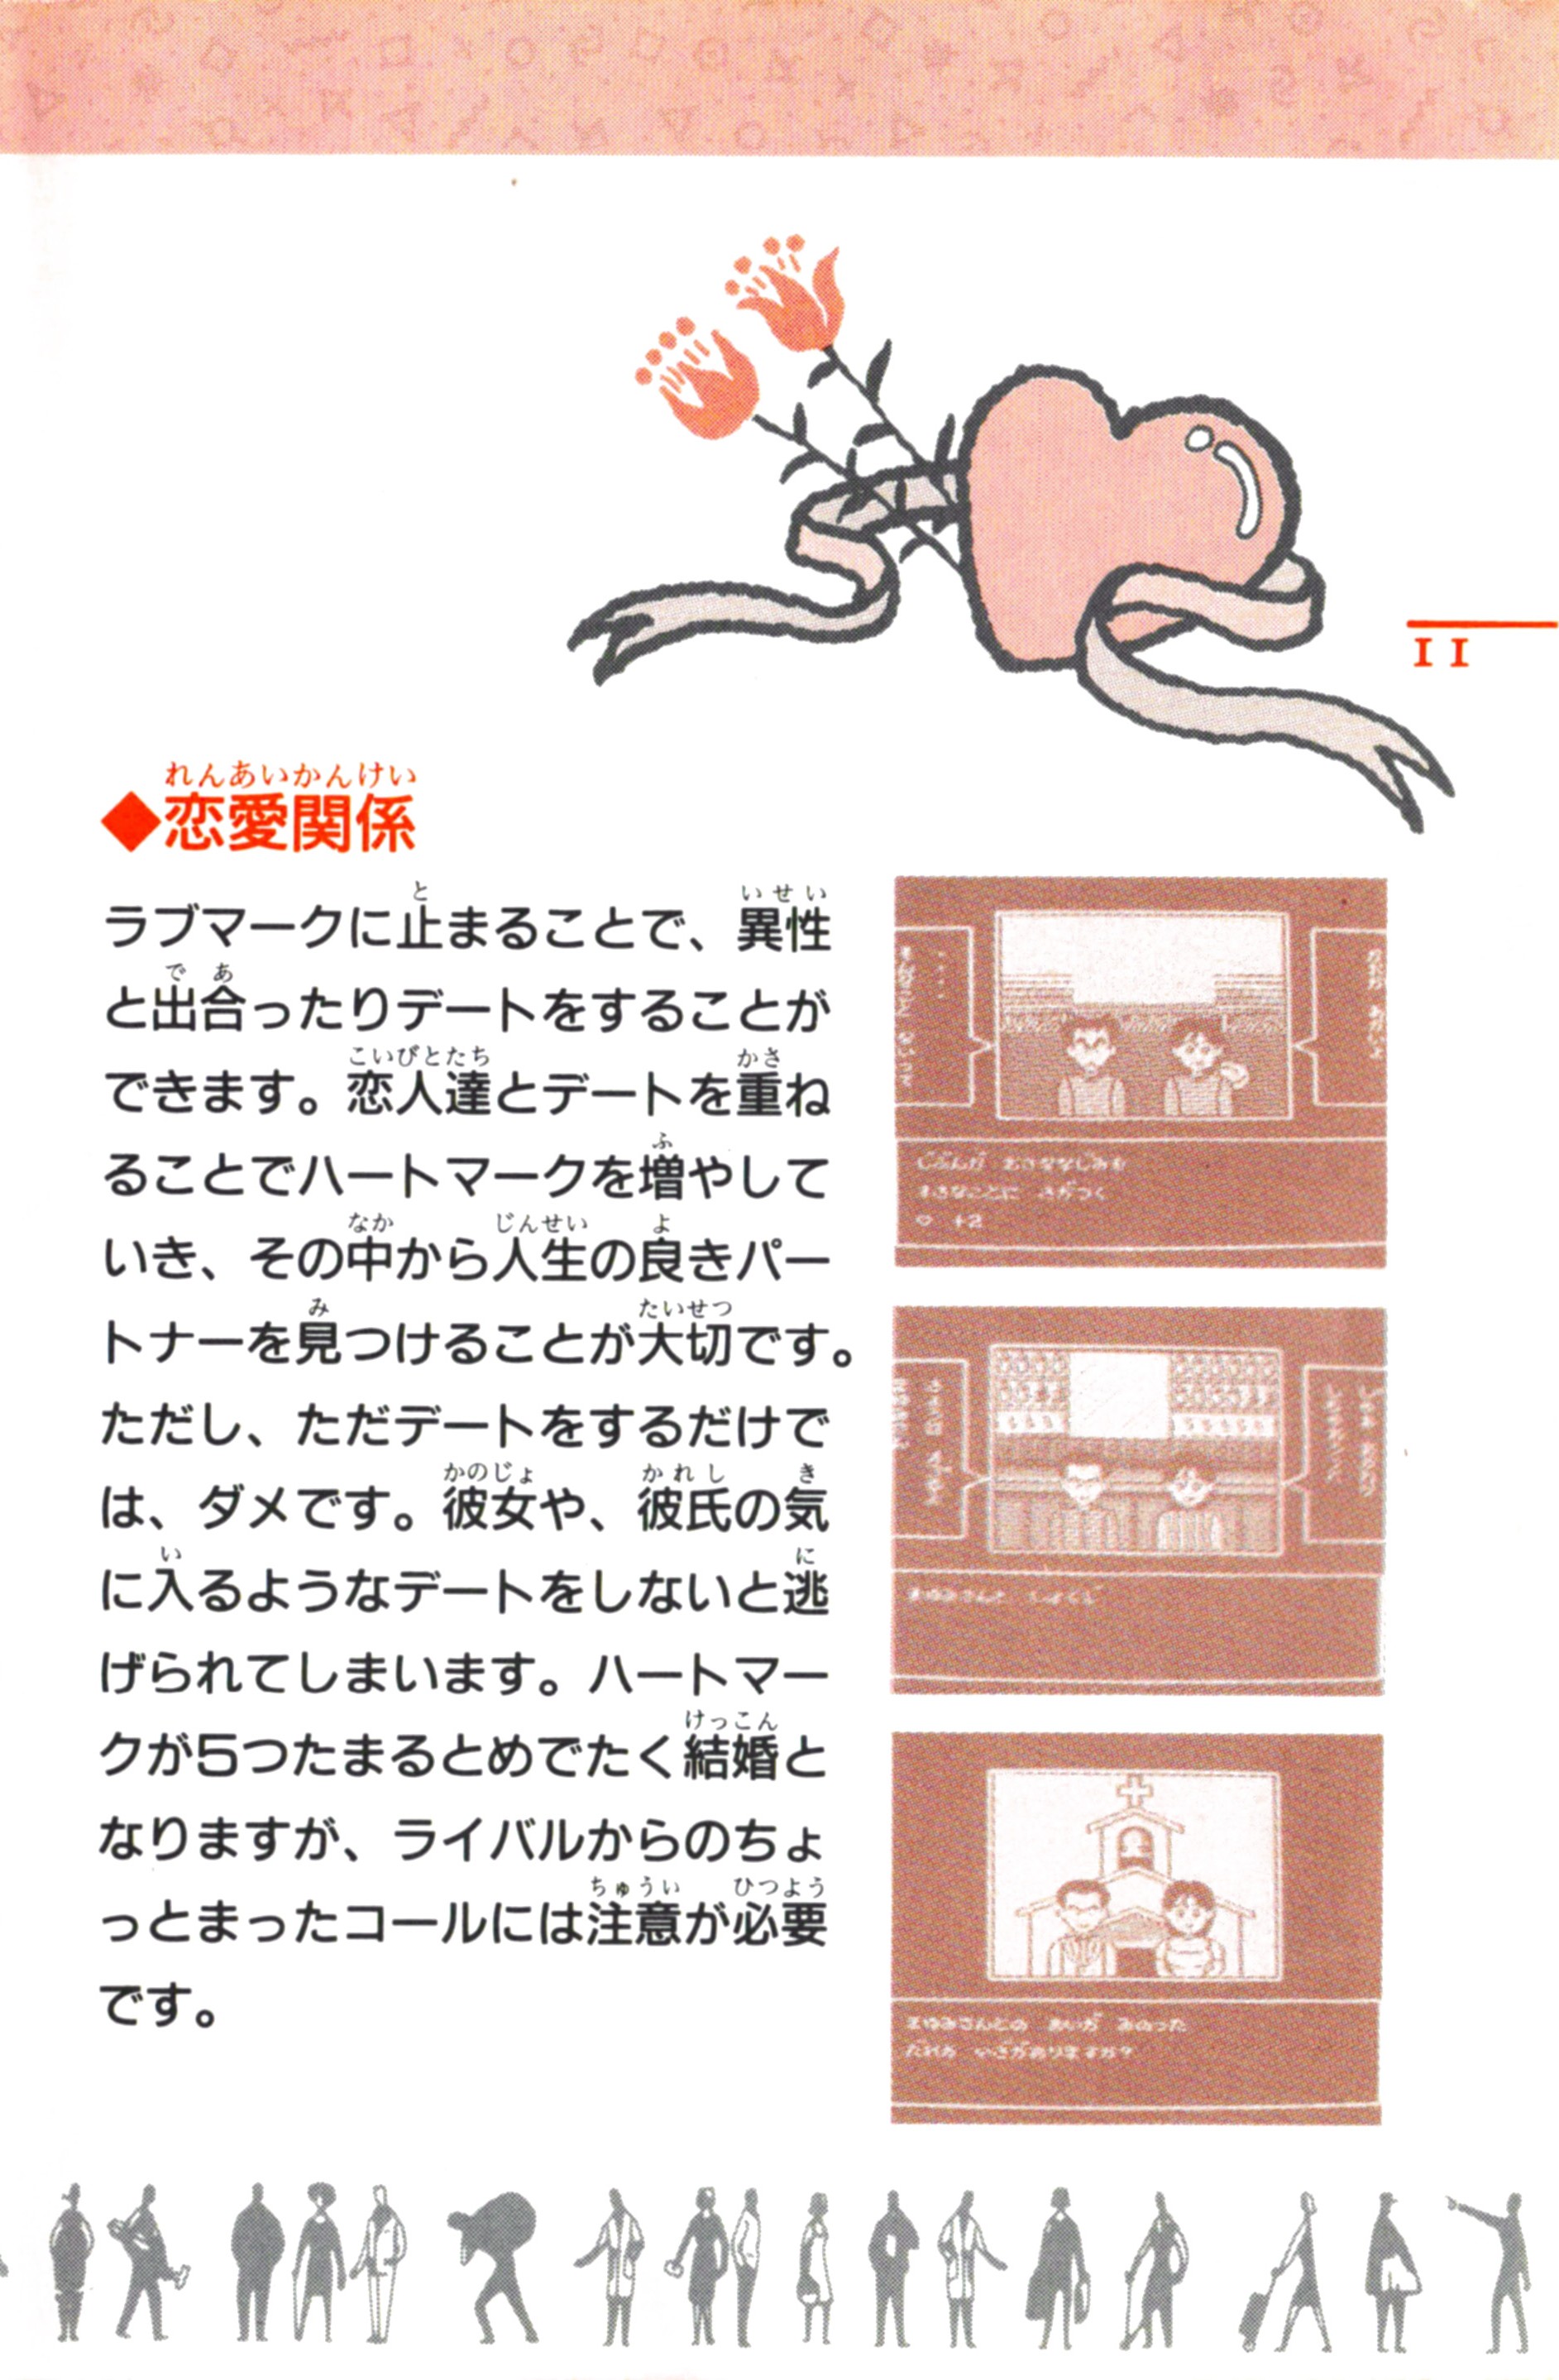 11
◆恋愛関係
ラブマークに止まることで、異性
と出合ったりデートをすることが
できます。恋人達とデートを重ね
ることでハートマークを増やして
いき、その中から人生の良きパー
トナーを見つけることが大切です。
ただし、ただデートをするだけで
は、ダメです。彼女や、彼氏の気
に入るようなデートをしないと逃
げられてしまいます。ハートマー
クが5つたまるとめでたく結婚と
なりますが、ライバルからのちょ
っとまったコールには注意が必要
です。
じぶんが おさななじみを
すきなことに きがつく
♡ +2
まゆみさんと
まゆみさんとの あいが みのった
だれか いぎがありますか?